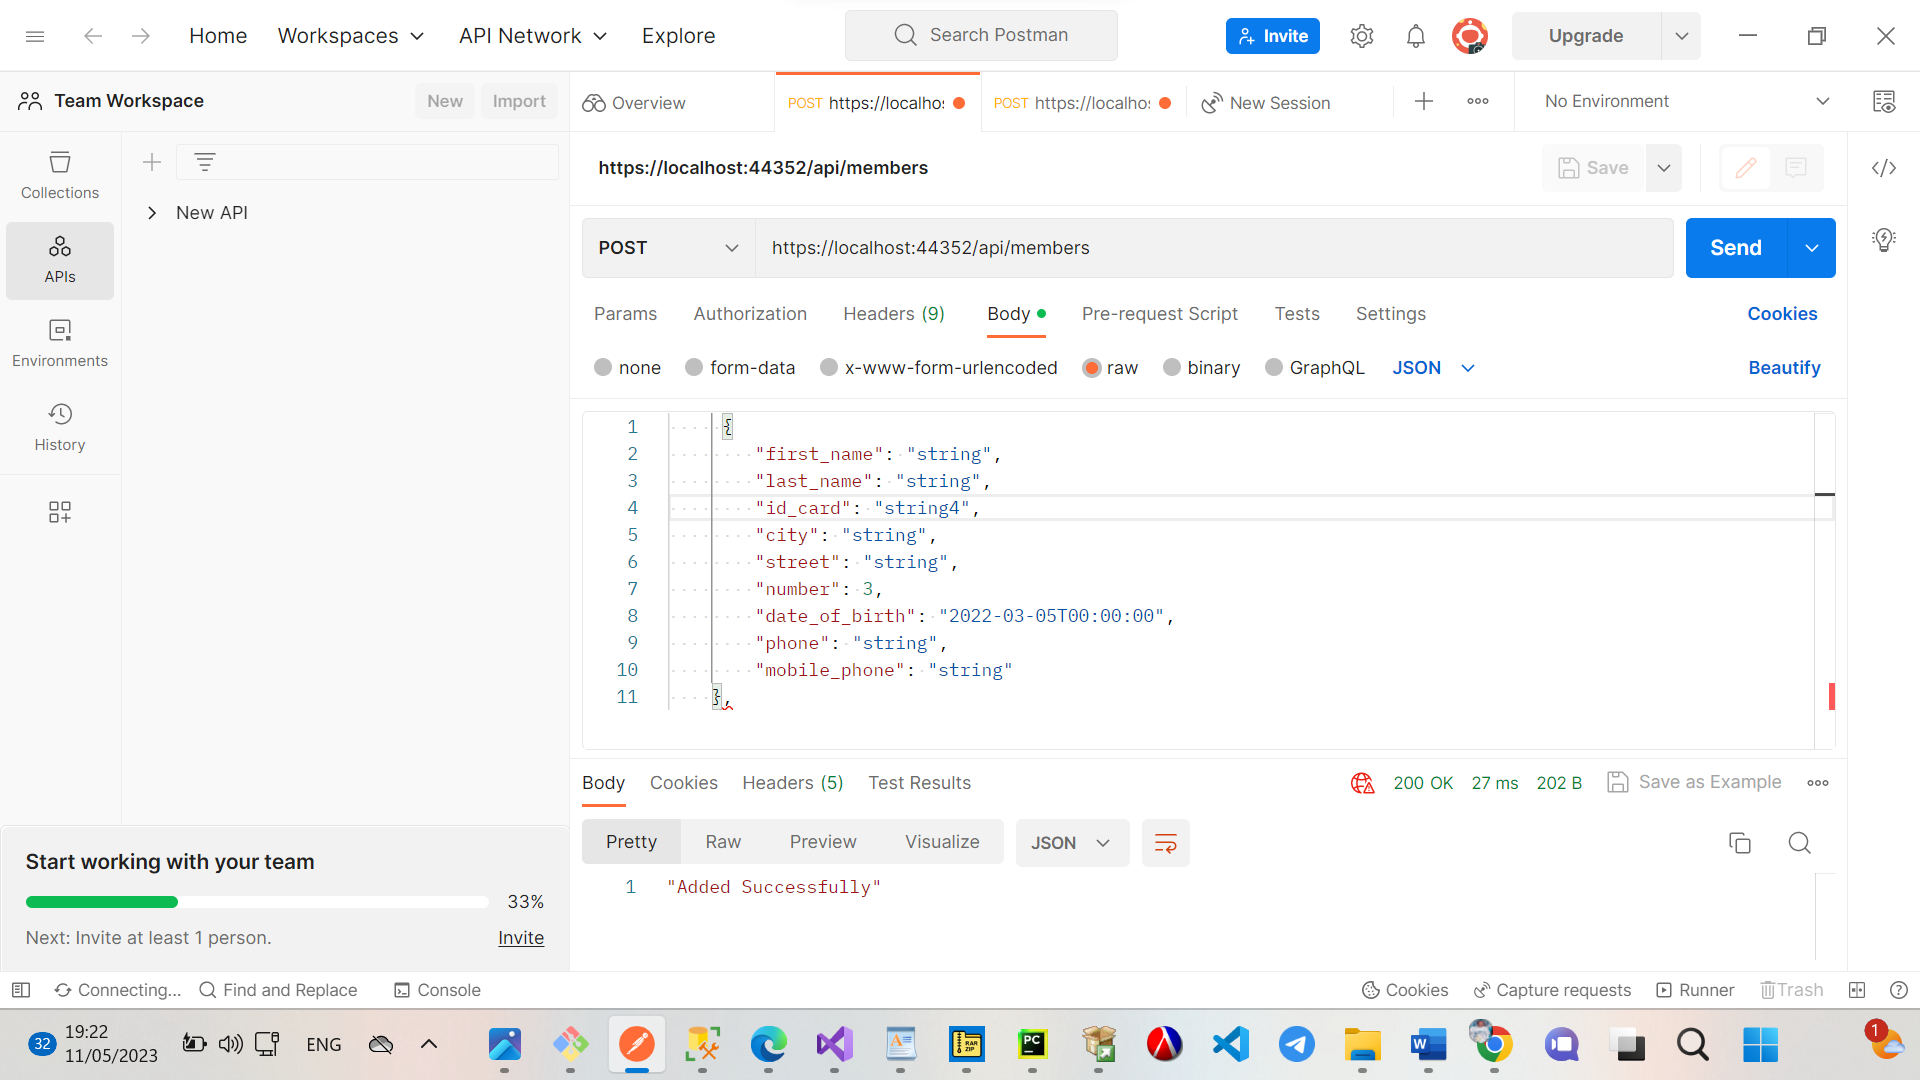 Home
Workspaces
API Network
Explore
Search Postman
Invite
Upgrade
Team Workspace
New
Import
Overview
POST https://localhos
POST https://localhos
New Session
No Environment
Collections
APIs
Environments
History
New API
https://localhost:44352/api/members
Save
POST
https://localhost:44352/api/members
Send
Params
Authorization
Headers (9)
Body
Pre-request Script
Tests
Settings
Cookies
none
form-data
x-www-form-urlencoded
raw
binary
GraphQL
JSON
Beautify
1 {
2 "first_name": "string",
3 "last_name": "string",
4 "id_card": "string4",
5 "city": "string",
6 "street": "string",
7 "number": 3,
8 "date_of_birth": "2022-03-05T00:00:00",
9 "phone": "string",
10 "mobile_phone": "string"
11 },
Body
Cookies
Headers (5)
Test Results
200 OK
27 ms
202 B
Save as Example
Pretty
Raw
Preview
Visualize
JSON
1 "Added Successfully"
Start working with your team
33%
Next: Invite at least 1 person.
Invite
Connecting...
Find and Replace
Console
Cookies
Capture requests
Runner
Trash
32
19:22
11/05/2023
ENG
RAR
ZIP
PC
W
1